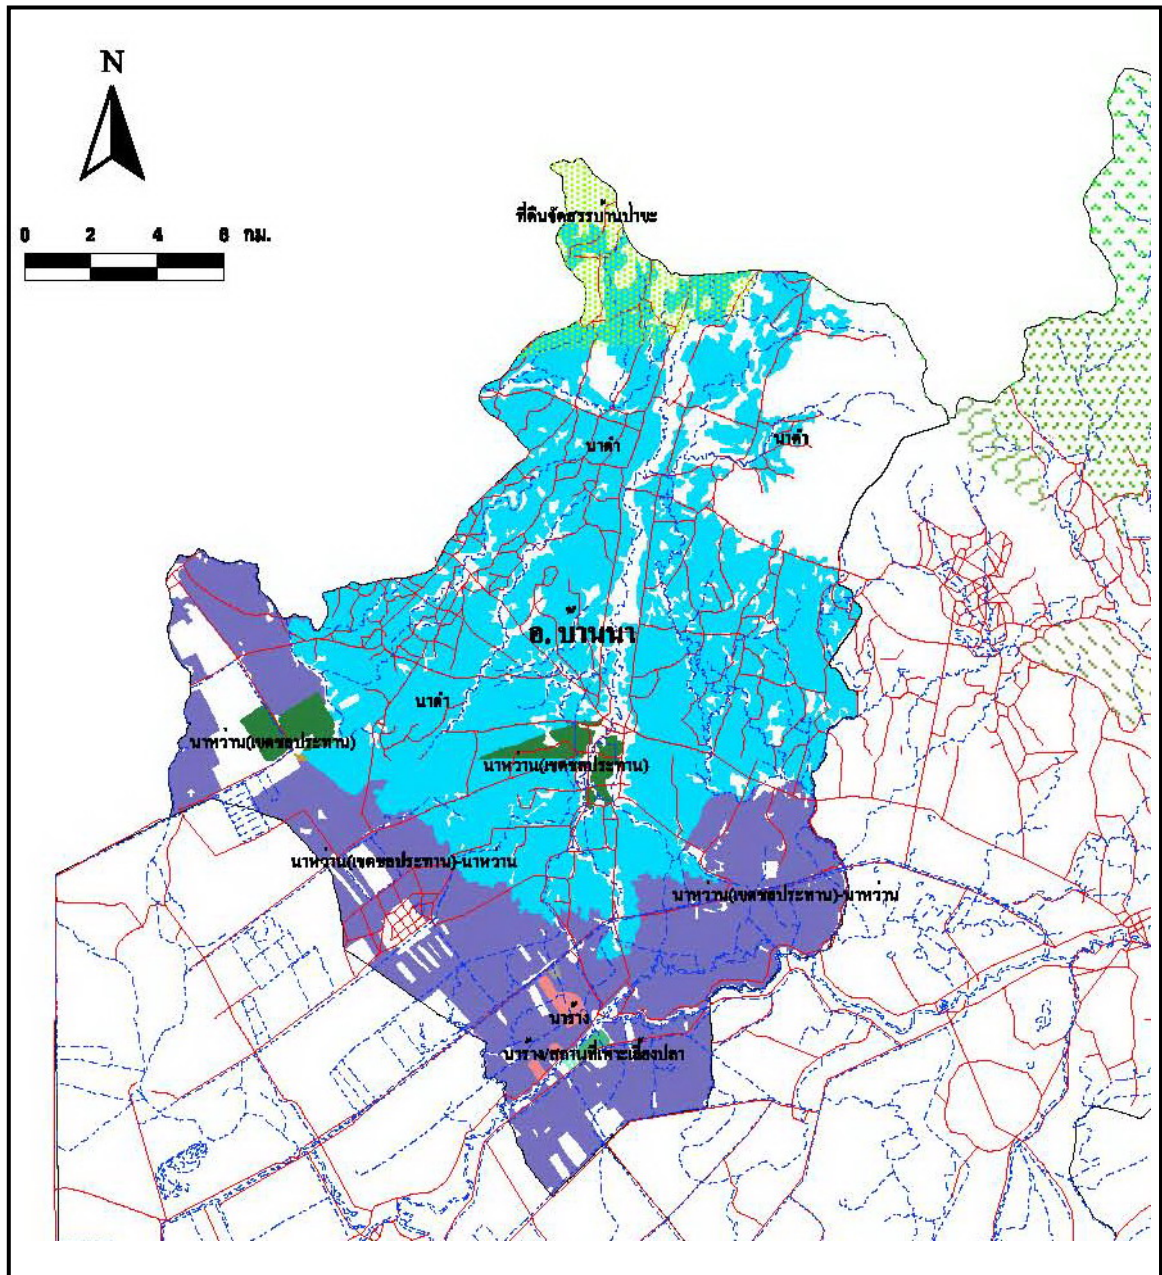 N
0 2 4 6 กม.
ที่ดินจัดสรรบ้านป่าขะ
นาดำ
นาดำ
อ. บ้านนา
นาดำ
นาหว่าน(เขตชลประทาน)
นาหว่าน(เขตชลประทาน)
นาหว่าน(เขตชลประทาน)-นาหว่าน
นาหว่าน(เขตชลประทาน)-นาหว่าน
นาร้าง
นาร้าง/สถานที่เพาะเลี้ยงปลา